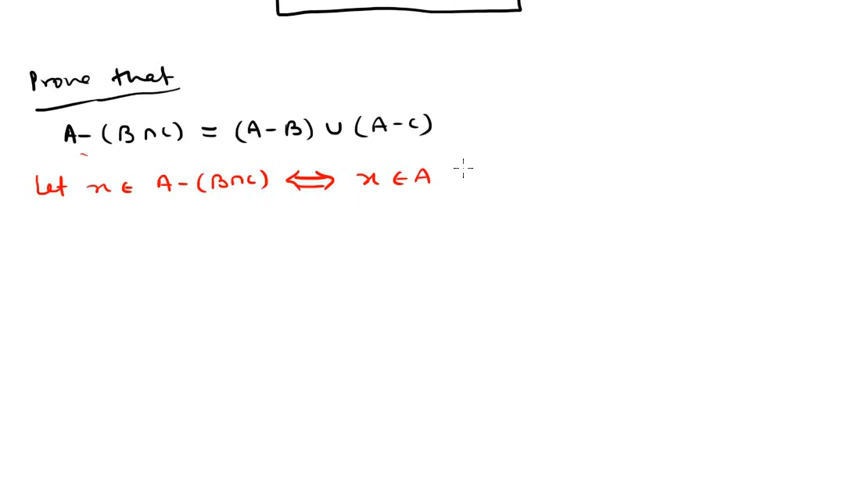 Prove that
A-(B∩C) = (A-B) ∪ (A-C)
Let x ∈ A-(B∩C) ⟺ x ∈ A